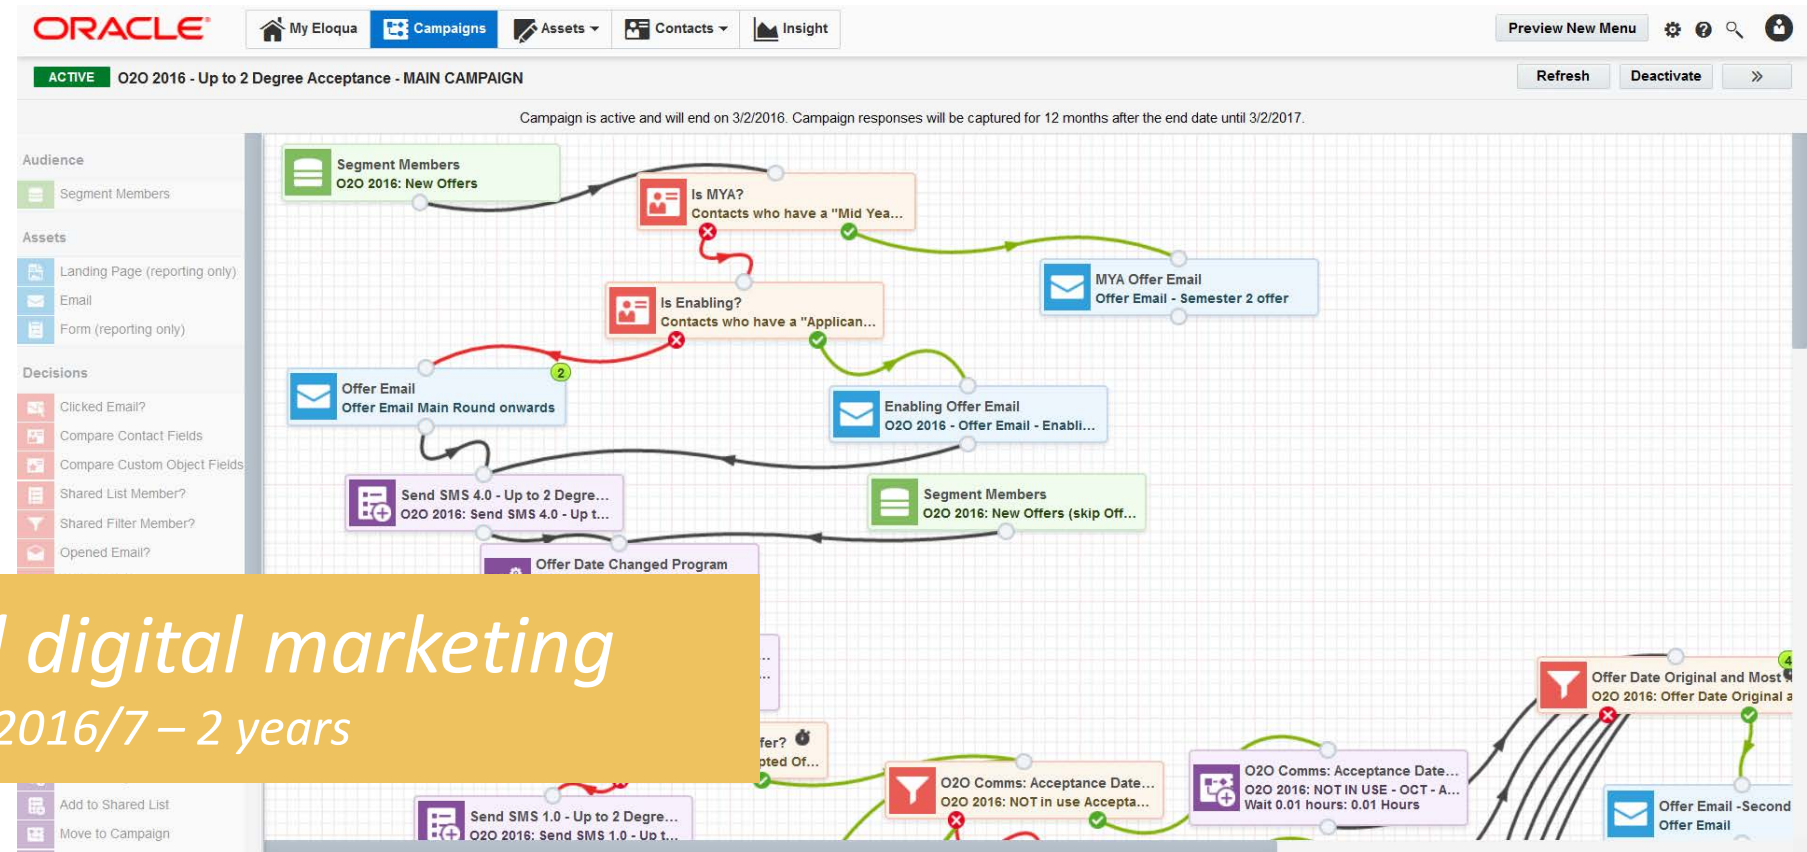 ORACLE
My Eloqua Campaigns Assets Contacts Insight Preview New Menu
ACTIVE O2O 2016 - Up to 2 Degree Acceptance - MAIN CAMPAIGN Refresh Deactivate
Campaign is active and will end on 3/2/2016. Campaign responses will be captured for 12 months after the end date until 3/2/2017.
Audience
Segment Members
Assets
Landing Page (reporting only)
Email
Form (reporting only)
Decisions
Clicked Email?
Compare Contact Fields
Compare Custom Object Fields
Shared List Member?
Shared Filter Member?
Opened Email?
Add to Shared List
Move to Campaign
Segment Members
O2O 2016: New Offers
Is MYA?
Contacts who have a "Mid Yea...
MYA Offer Email
Offer Email - Semester 2 offer
Is Enabling?
Contacts who have a "Applican...
2
Offer Email
Offer Email Main Round onwards
Enabling Offer Email
O2O 2016 - Offer Email - Enabli...
Send SMS 4.0 - Up to 2 Degre...
O2O 2016: Send SMS 4.0 - Up t...
Segment Members
O2O 2016: New Offers (skip Off...
Offer Date Changed Program
digital marketing
2016/7 – 2 years
...
...
fer?
pted Of...
4
Offer Date Original and Most
O2O 2016: Offer Date Original a
O2O Comms: Acceptance Date...
O2O 2016: NOT in use Accepta...
O2O Comms: Acceptance Date...
O2O 2016: NOT IN USE - OCT - A...
Wait 0.01 hours: 0.01 Hours
Send SMS 1.0 - Up to 2 Degre...
O2O 2016: Send SMS 1.0 - Up t...
Offer Email -Second
Offer Email